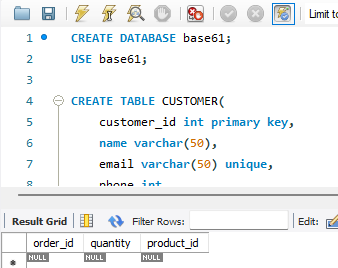 Limit to
1 CREATE DATABASE base61;
2 USE base61;
3
4 CREATE TABLE CUSTOMER(
5 customer_id int primary key,
6 name varchar(50),
7 email varchar(50) unique,
8 phone int
Result Grid Filter Rows: Edit:
order_id quantity product_id
NULL NULL NULL